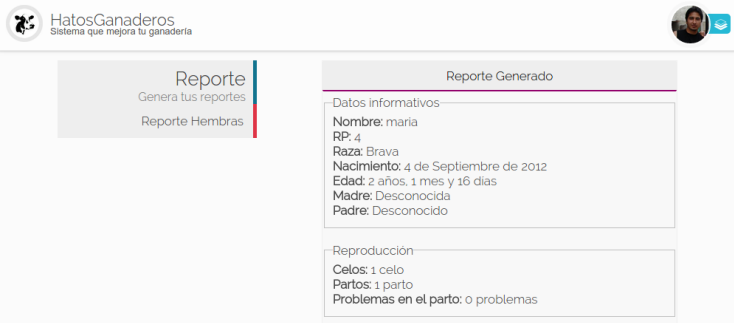 HatosGanaderos
Sistema que mejora tu ganadería
Reporte
Genera tus reportes
Reporte Hembras
Reporte Generado
Datos informativos
Nombre: maria
RP: 4
Raza: Brava
Nacimiento: 4 de Septiembre de 2012
Edad: 2 años, 1 mes y 16 dias
Madre: Desconocida
Padre: Desconocido
Reproducción
Celos: 1 celo
Partos: 1 parto
Problemas en el parto: 0 problemas